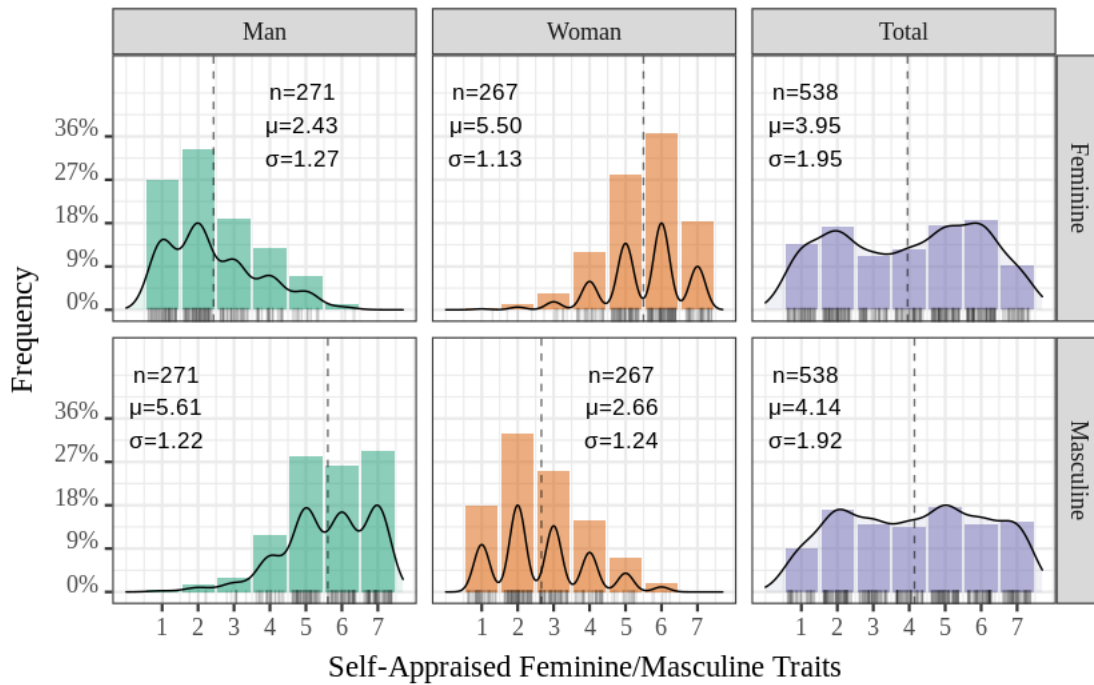 Man Woman Total
n=271
μ=2.43
σ=1.27
n=267
μ=5.50
σ=1.13
n=538
μ=3.95
σ=1.95
36%
27%
18%
9%
0%
Feminine
n=271
μ=5.61
σ=1.22
n=267
μ=2.66
σ=1.24
n=538
μ=4.14
σ=1.92
36%
27%
18%
9%
0%
Masculine
Frequency
1 2 3 4 5 6 7 1 2 3 4 5 6 7 1 2 3 4 5 6 7
Self-Appraised Feminine/Masculine Traits